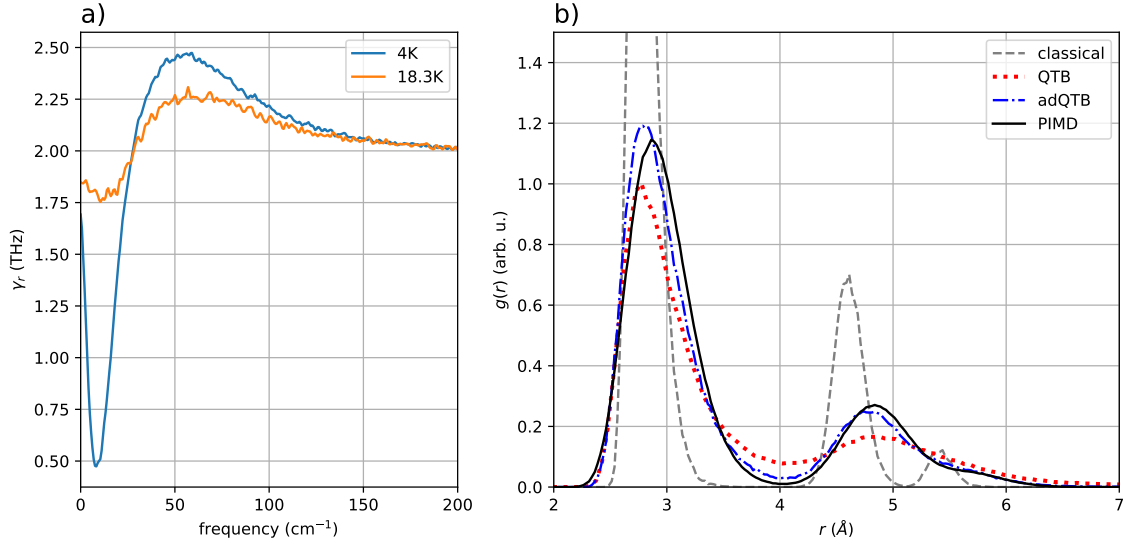 a)
2.50
2.25
2.00
1.75
1.50
1.25
1.00
0.75
0.50
γr (THz)
0
50
100
150
200
frequency (cm⁻¹)
4K
18.3K
b)
1.4
1.2
1.0
0.8
0.6
0.4
0.2
0.0
g(r) (arb. u.)
2
3
4
5
6
7
r (Å)
classical
QTB
adQTB
PIMD